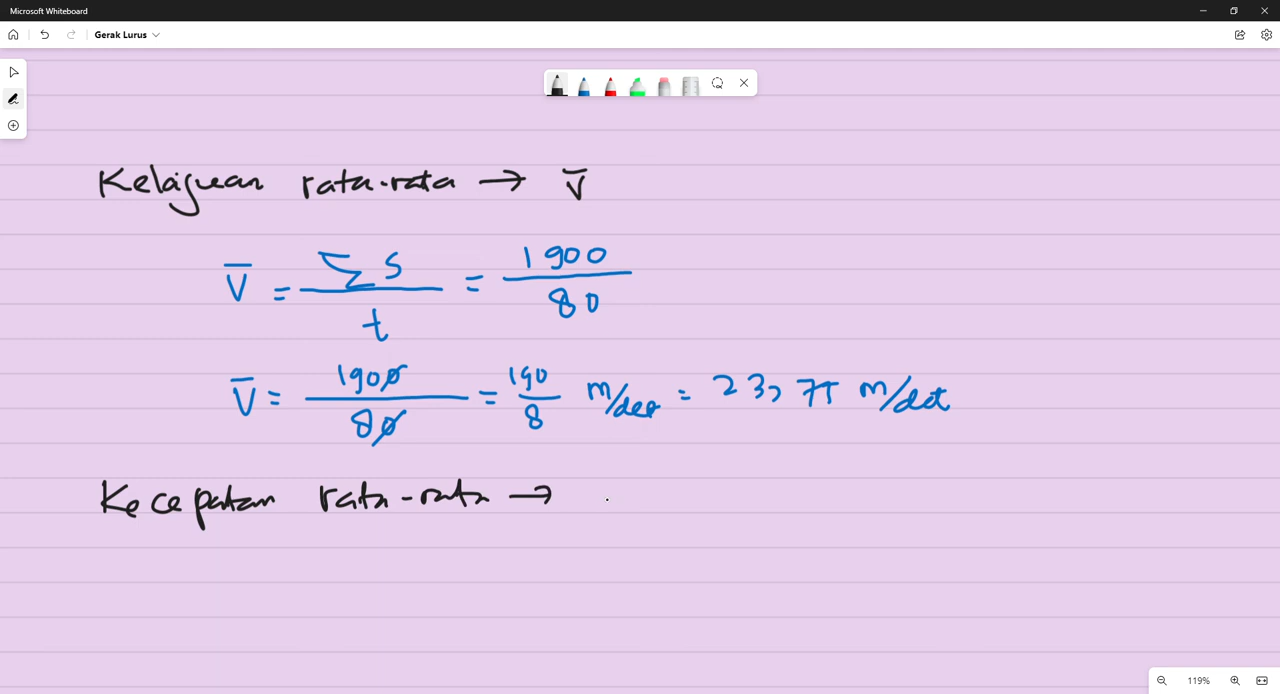 Microsoft Whiteboard
Gerak Lurus
Kelajuan rata-rata → v̄
V̄ = Σ s / t = 1900 / 80
V̄ = 1900 / 80 = 190 / 8 m/det = 23,75 m/det
Kecepatan rata-rata →
119%